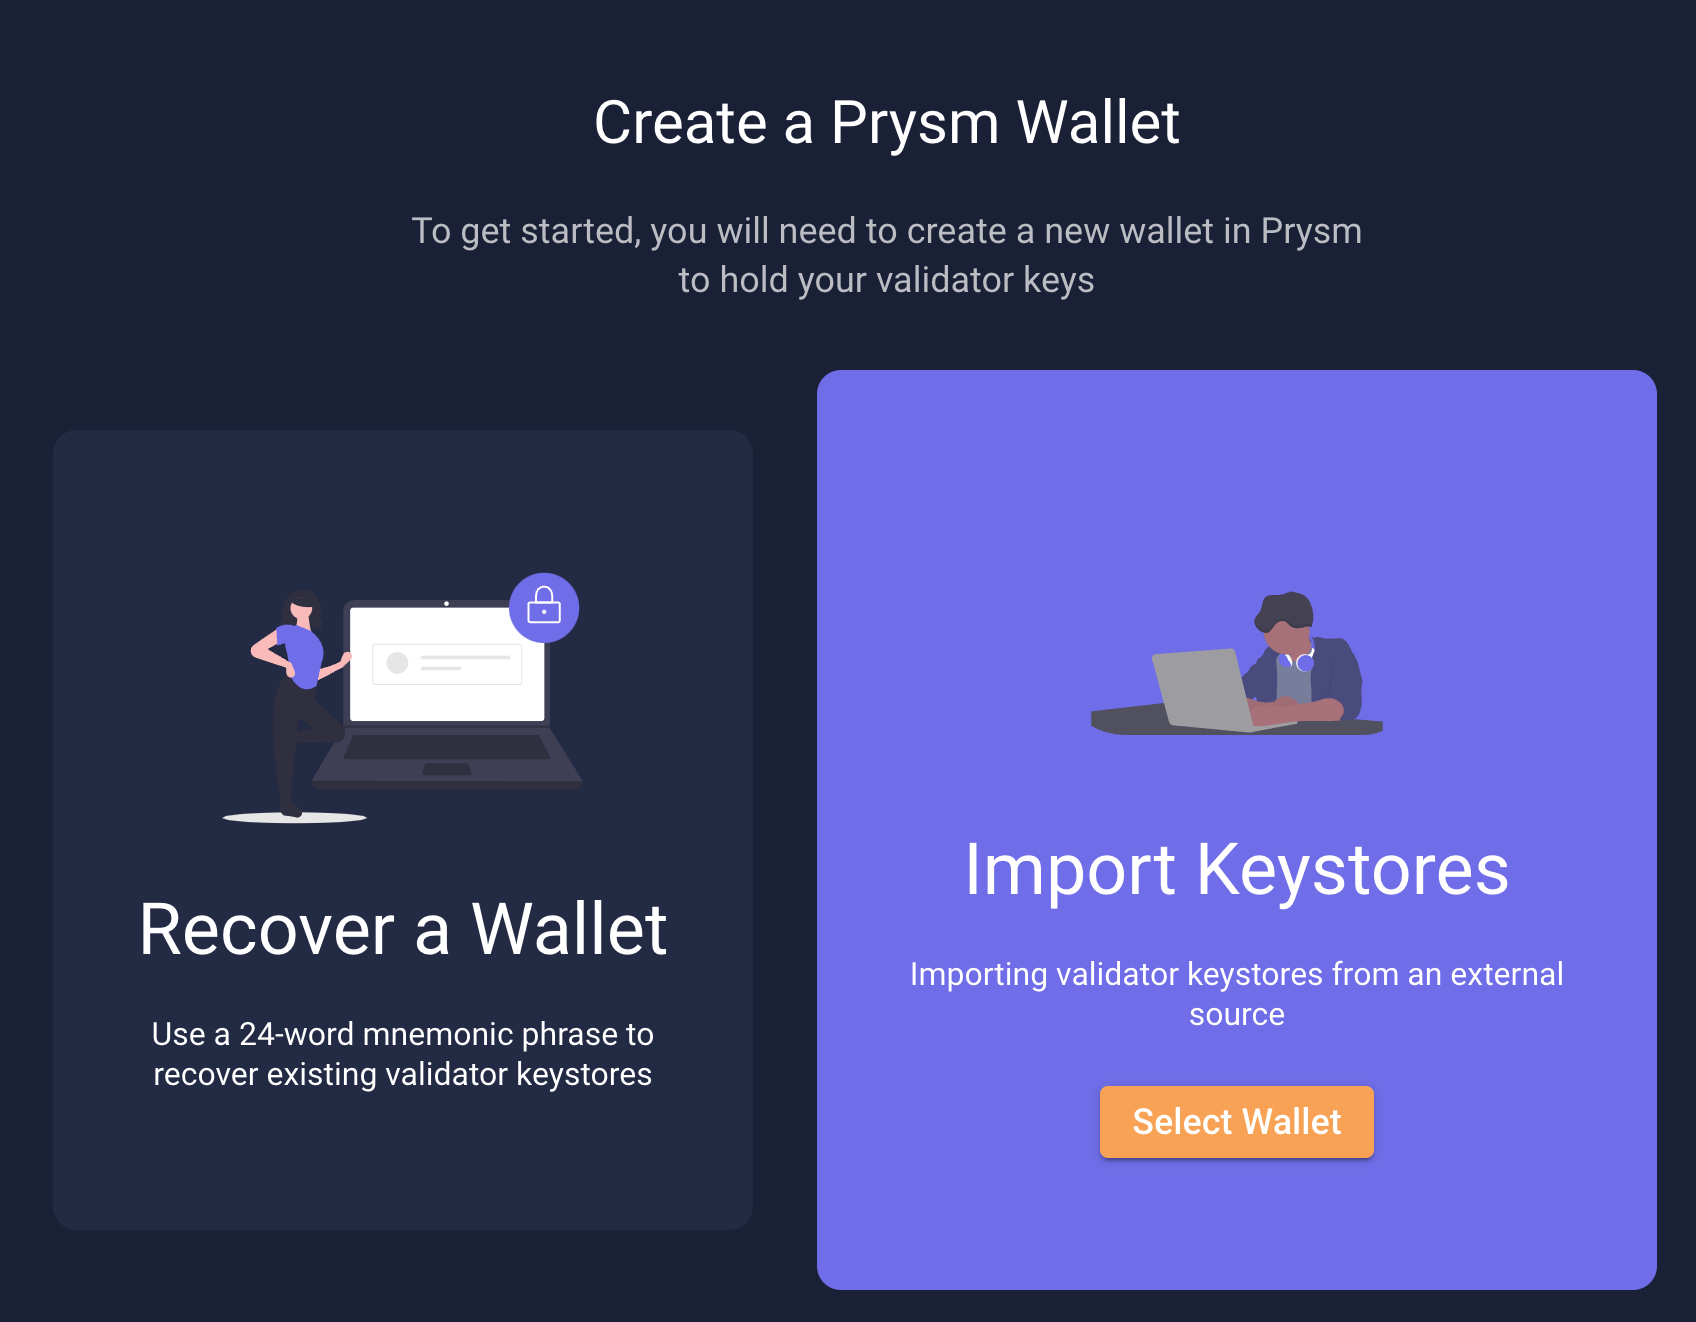 Create a Prysm Wallet
To get started, you will need to create a new wallet in Prysm
to hold your validator keys
Recover a Wallet
Use a 24-word mnemonic phrase to
recover existing validator keystores
Import Keystores
Importing validator keystores from an external
source
Select Wallet